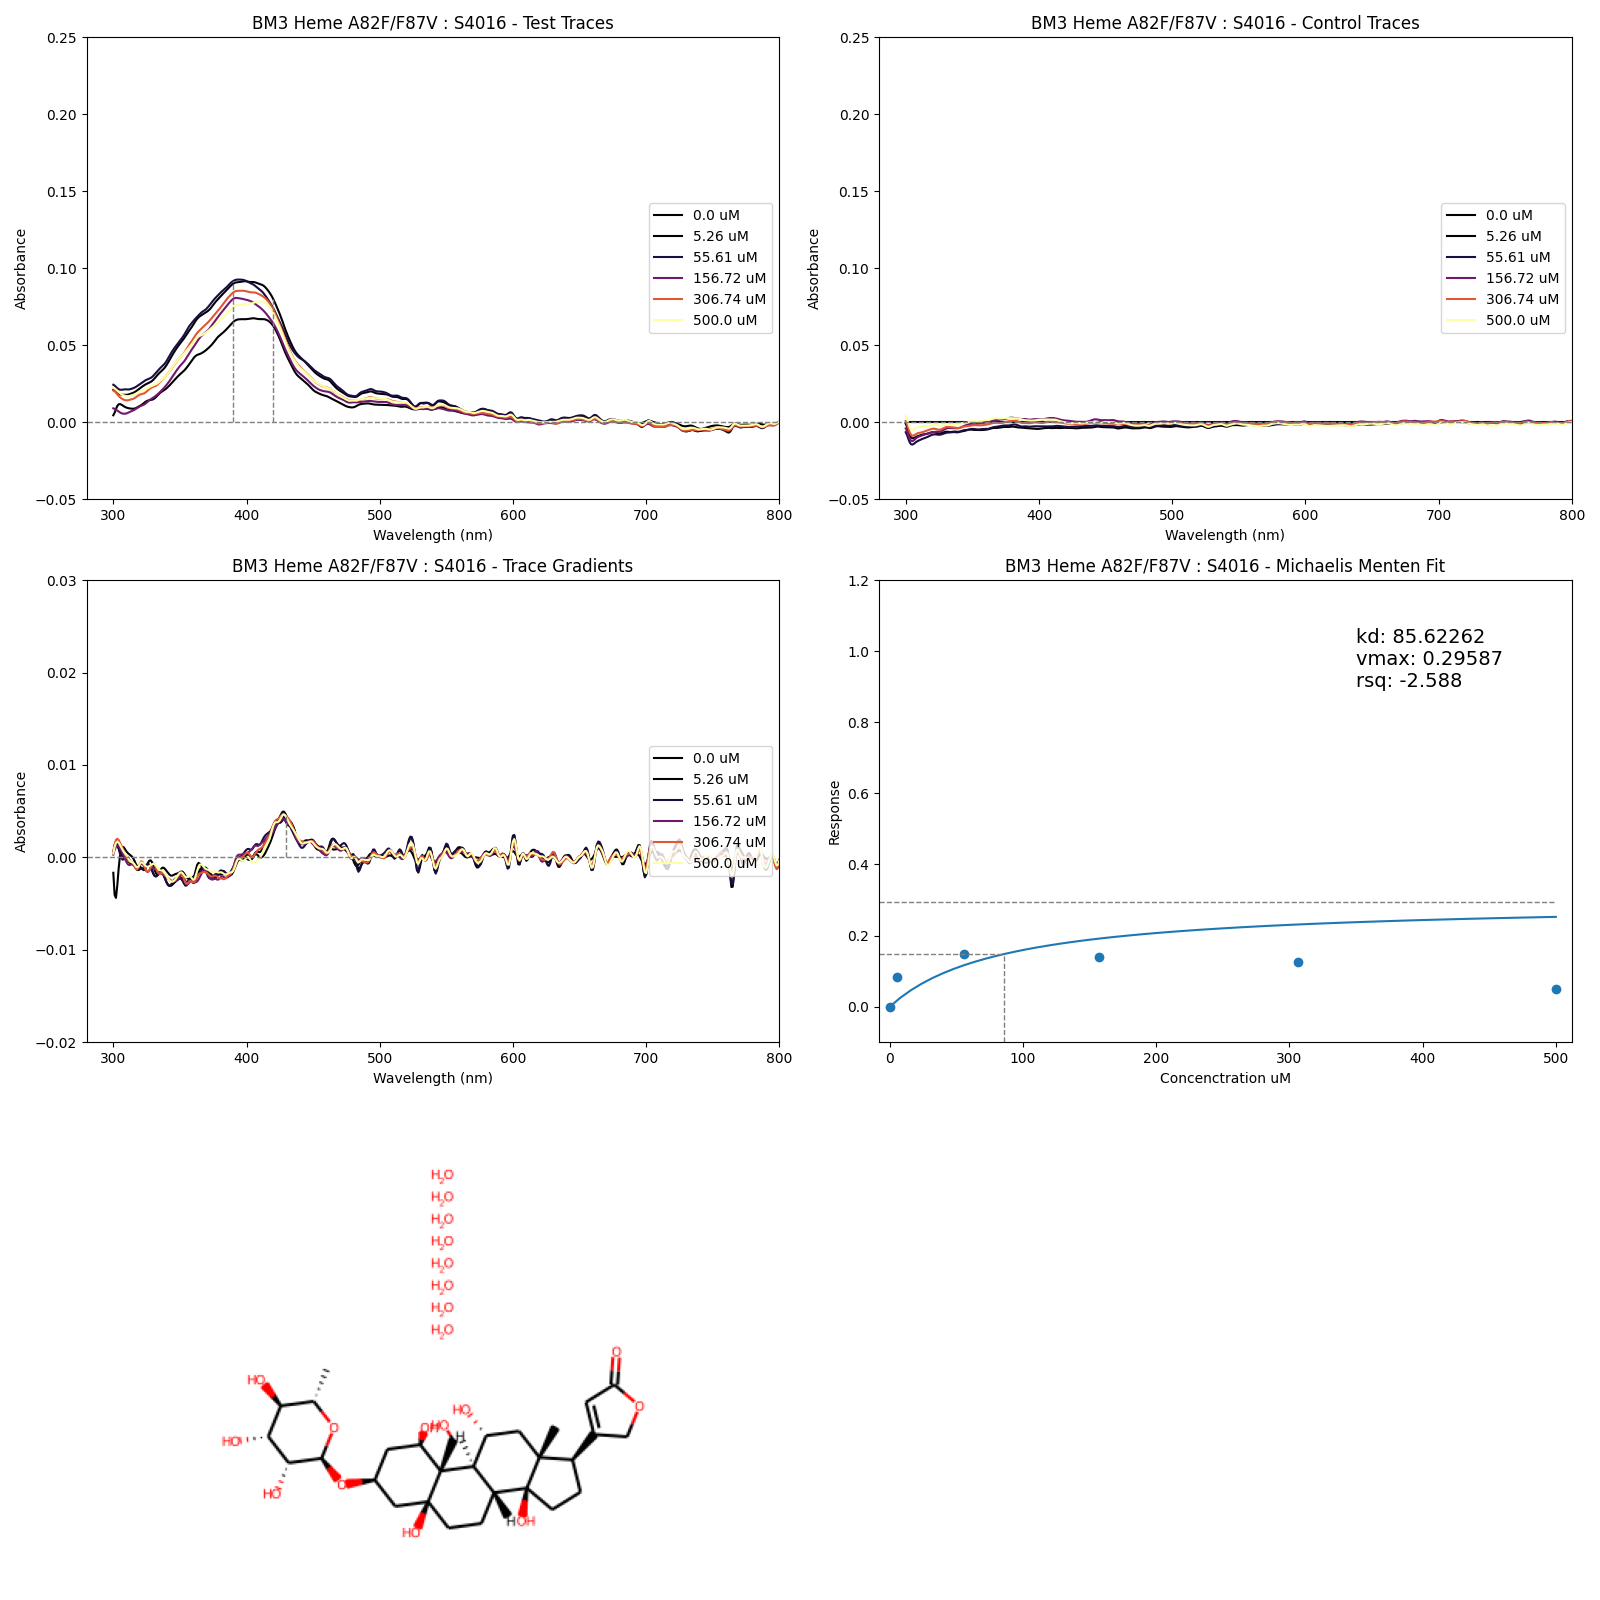 BM3 Heme A82F/F87V : S4016 - Test Traces
0.25
0.20
0.15
0.10
0.05
0.00
−0.05
Absorbance
300 400 500 600 700 800
Wavelength (nm)
0.0 uM
5.26 uM
55.61 uM
156.72 uM
306.74 uM
500.0 uM
BM3 Heme A82F/F87V : S4016 - Control Traces
0.25
0.20
0.15
0.10
0.05
0.00
−0.05
Absorbance
300 400 500 600 700 800
Wavelength (nm)
0.0 uM
5.26 uM
55.61 uM
156.72 uM
306.74 uM
500.0 uM
BM3 Heme A82F/F87V : S4016 - Trace Gradients
0.03
0.02
0.01
0.00
−0.01
−0.02
Absorbance
300 400 500 600 700 800
Wavelength (nm)
0.0 uM
5.26 uM
55.61 uM
156.72 uM
306.74 uM
500.0 uM
BM3 Heme A82F/F87V : S4016 - Michaelis Menten Fit
1.2
1.0
0.8
0.6
0.4
0.2
0.0
Response
0 100 200 300 400 500
Concenctration uM
kd: 85.62262
vmax: 0.29587
rsq: -2.588
H2O
H2O
H2O
H2O
H2O
H2O
H2O
H2O
O
HO
O
HO
OH
HO
H
O
HO
HO
O
HO
H
OH